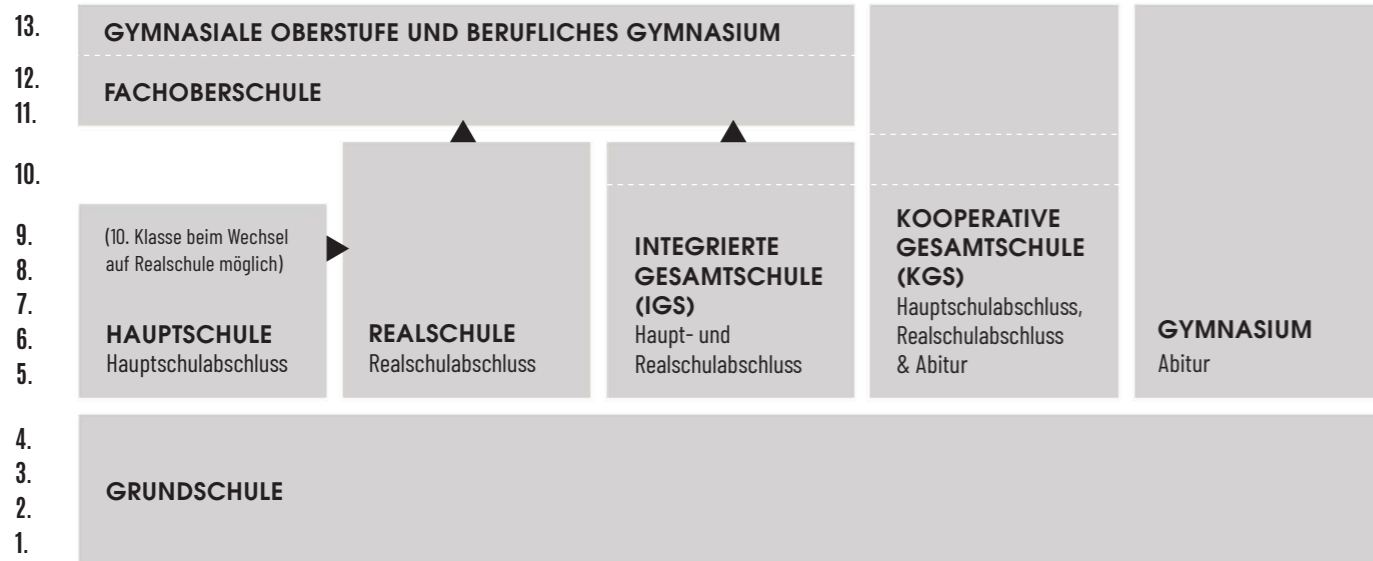 13.
GYMNASIALE OBERSTUFE UND BERUFLICHES GYMNASIUM
12.
FACHOBERSCHULE
11.
10.
9.
8.
7.
6.
5.
(10. Klasse beim Wechsel
auf Realschule möglich)
HAUPTSCHULE
Hauptschulabschluss
REALSCHULE
Realschulabschluss
INTEGRIERTE
GESAMTSCHULE
(IGS)
Haupt- und
Realschulabschluss
KOOPERATIVE
GESAMTSCHULE
(KGS)
Hauptschulabschluss,
Realschulabschluss
& Abitur
GYMNASIUM
Abitur
4.
3.
GRUNDSCHULE
2.
1.